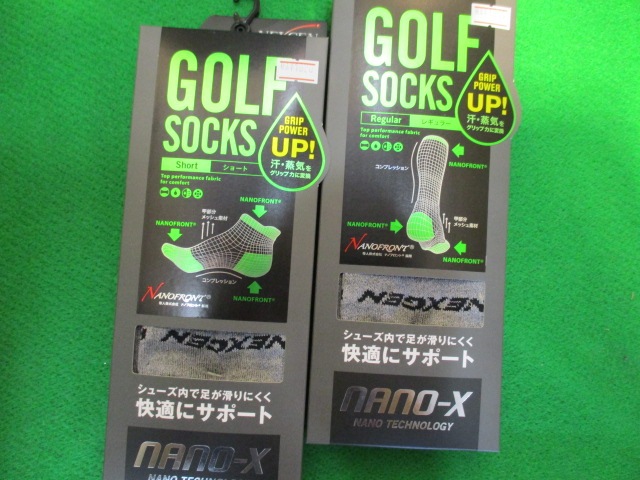 GOLF
SOCKS
GRIP
POWER
UP!
汗・蒸気を
グリップ力に変換
Short ショート
Top performance fabric
for comfort
NANOFRONT®
甲部分
メッシュ素材
NANOFRONT®
コンプレッション
NANOFRONT®
NANOFRONT®
NEXGEN
シューズ内で足が滑りにくく
快適にサポート
NANO-X
NANO TECHNOLOGY
GOLF
SOCKS
GRIP
POWER
UP!
汗・蒸気を
グリップ力に変換
Regular レギュラー
Top performance fabric
for comfort
コンプレッション
NANOFRONT®
NANOFRONT®
甲部分
メッシュ素材
NANOFRONT®
NANOFRONT®
NEXGEN
シューズ内で足が滑りにくく
快適にサポート
NANO-X
NANO TECHNOLOGY